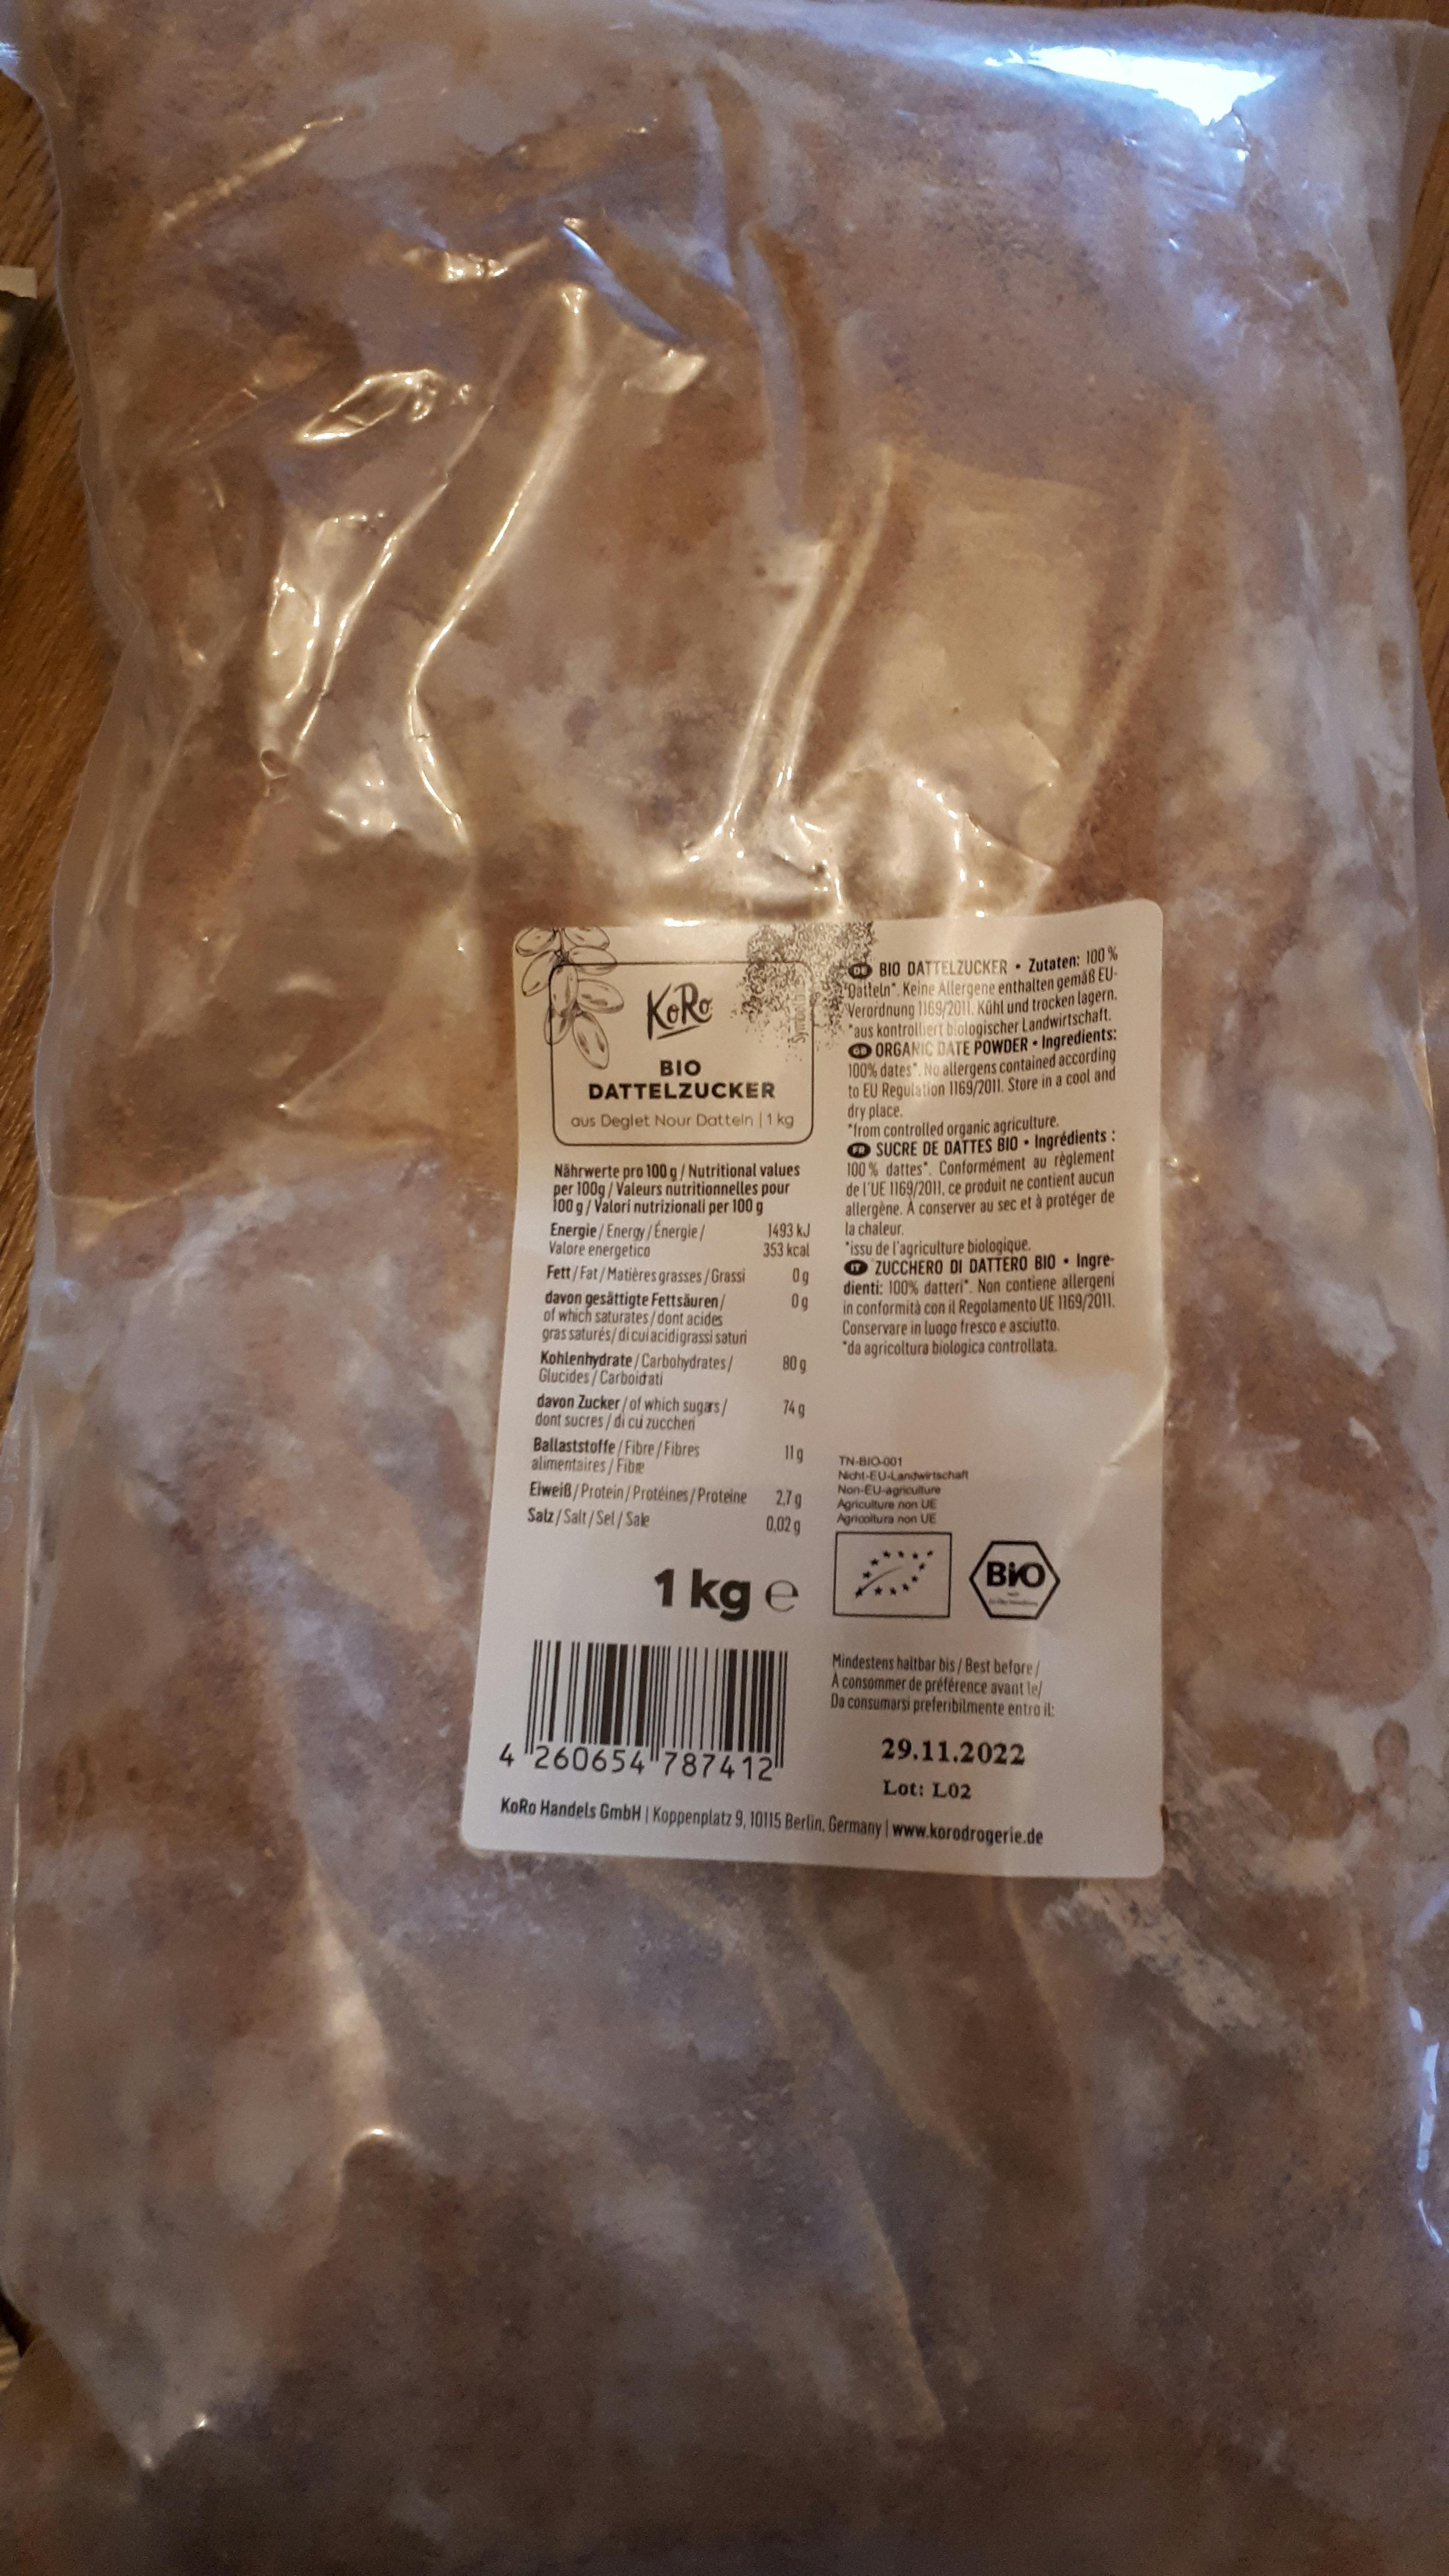 KoRo
Symbolbild
BIO
DATTELZUCKER
aus Deglet Nour Datteln | 1 kg
Nährwerte pro 100 g / Nutritional values
per 100g / Valeurs nutritionnelles pour
100 g / Valori nutrizionali per 100 g
Energie / Energy / Énergie / 1493 kJ
Valore energetico 353 kcal
Fett / Fat / Matières grasses / Grassi 0 g
davon gesättigte Fettsäuren / 0 g
of which saturates / dont acides
gras saturés / di cui acidi grassi saturi
Kohlenhydrate / Carbohydrates / 80 g
Glucides / Carboidrati
davon Zucker / of which sugars / 74 g
dont sucres / di cui zuccheri
Ballaststoffe / Fibre / Fibres 11 g
alimentaires / Fibre
Eiweiß / Protein / Protéines / Proteine 2,7 g
Salz / Salt / Sel / Sale 0,02 g
1 kg e
4 260654 787412
DE BIO DATTELZUCKER • Zutaten: 100 %
Datteln*. Keine Allergene enthalten gemäß EU-
Verordnung 1169/2011. Kühl und trocken lagern.
*aus kontrolliert biologischer Landwirtschaft.
GB ORGANIC DATE POWDER • Ingredients:
100% dates*. No allergens contained according
to EU Regulation 1169/2011. Store in a cool and
dry place.
*from controlled organic agriculture.
FR SUCRE DE DATTES BIO • Ingrédients :
100 % dattes*. Conformément au règlement
de l'UE 1169/2011, ce produit ne contient aucun
allergène. À conserver au sec et à protéger de
la chaleur.
*issu de l'agriculture biologique.
IT ZUCCHERO DI DATTERO BIO • Ingre-
dienti: 100% datteri*. Non contiene allergeni
in conformità con il Regolamento UE 1169/2011.
Conservare in luogo fresco e asciutto.
*da agricoltura biologica controllata.
TN-BIO-001
Nicht-EU-Landwirtschaft
Non-EU-agriculture
Agriculture non UE
Agricoltura non UE
BIO
Mindestens haltbar bis / Best before /
À consommer de préférence avant le/
Da consumarsi preferibilmente entro il:
29.11.2022
Lot: L02
KoRo Handels GmbH | Koppenplatz 9, 10115 Berlin, Germany | www.korodrogerie.de